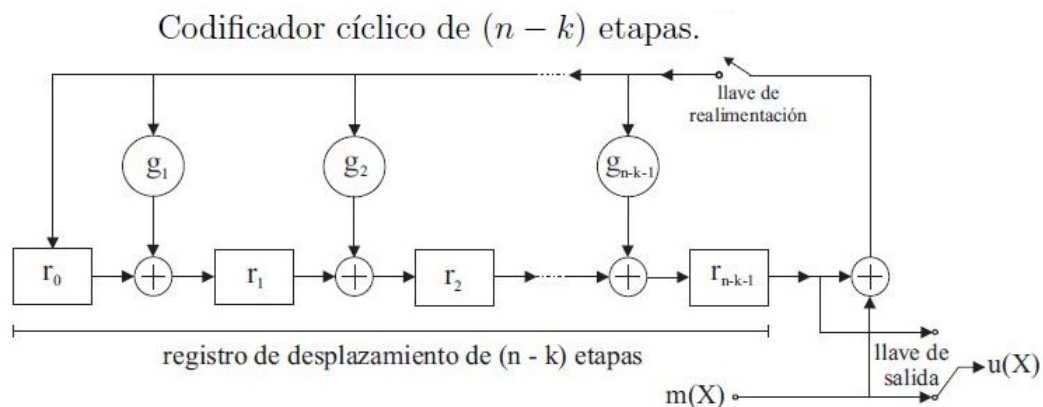 Codificador cíclico de (n − k) etapas.
llave de
realimentación
g₁
g₂
gₙ₋ₖ₋₁
r₀
r₁
r₂
rₙ₋ₖ₋₁
registro de desplazamiento de (n - k) etapas
llave de
salida
u(X)
m(X)